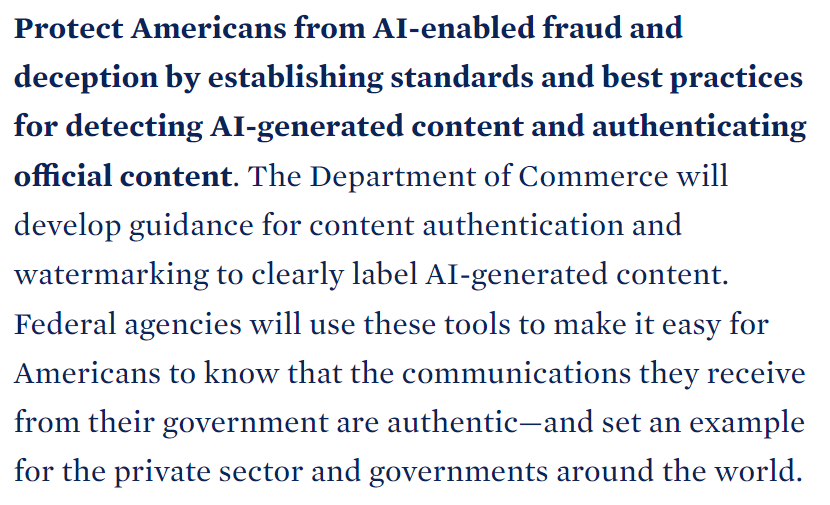 Protect Americans from AI-enabled fraud and
deception by establishing standards and best practices
for detecting AI-generated content and authenticating
official content. The Department of Commerce will
develop guidance for content authentication and
watermarking to clearly label AI-generated content.
Federal agencies will use these tools to make it easy for
Americans to know that the communications they receive
from their government are authentic—and set an example
for the private sector and governments around the world.